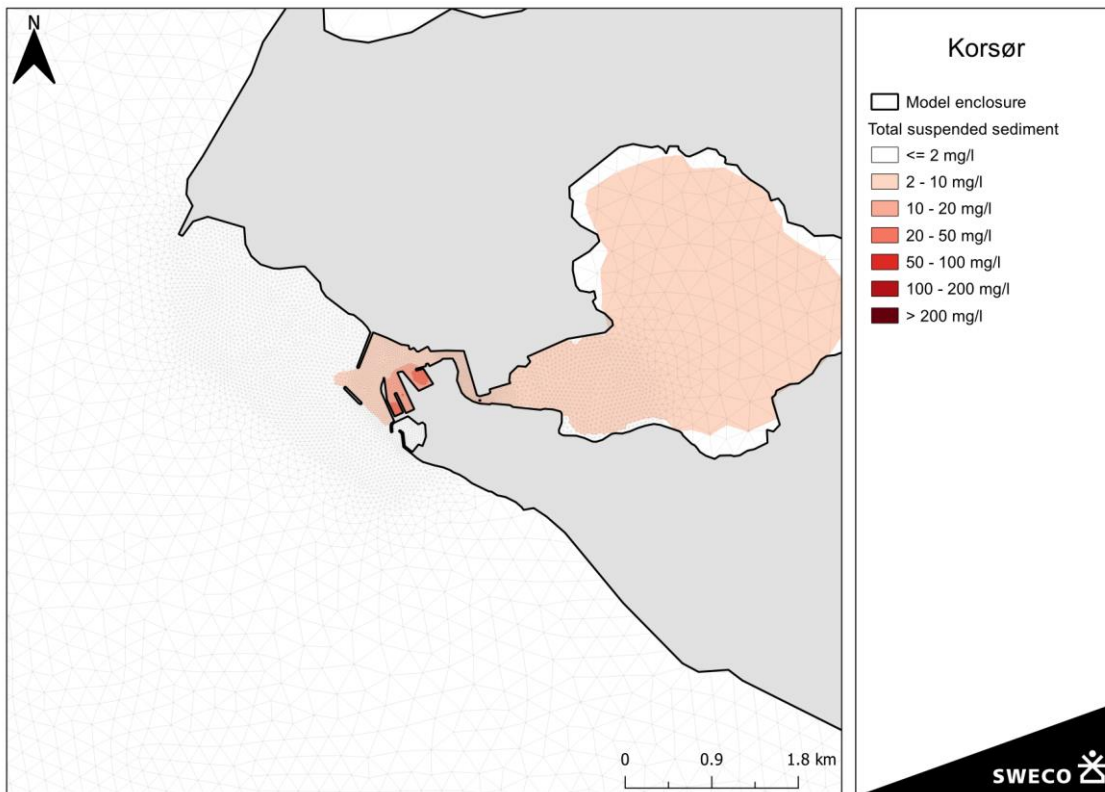 N
0 0.9 1.8 km
Korsør
Model enclosure
Total suspended sediment
<= 2 mg/l
2 - 10 mg/l
10 - 20 mg/l
20 - 50 mg/l
50 - 100 mg/l
100 - 200 mg/l
> 200 mg/l
SWECO